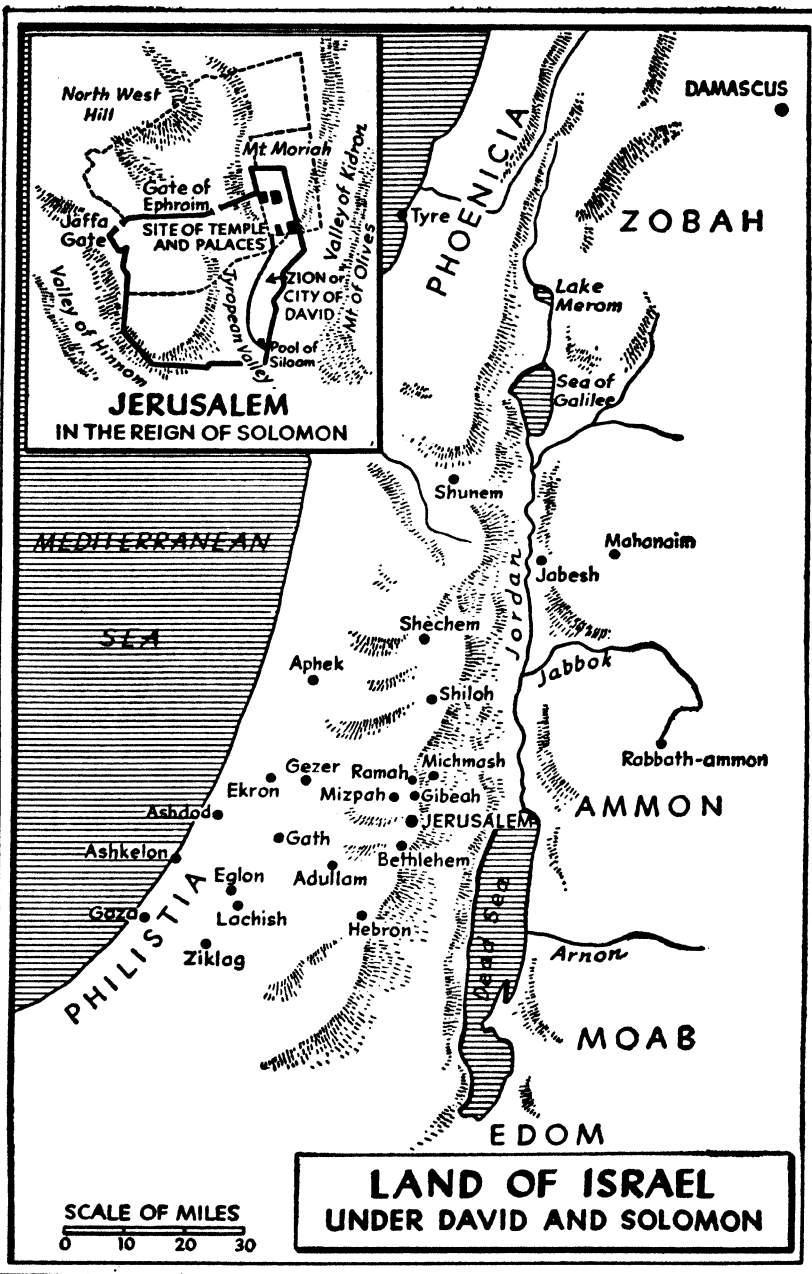 North West
Hill
Mt Moriah
Gate of
Ephraim
Jaffa
Gate
SITE OF TEMPLE
AND PALACES
Valley of Kidron
Mt of Olives
ZION or
CITY OF
DAVID
Tyropean Valley
Valley of Hinnom
Pool of
Siloam
JERUSALEM
IN THE REIGN OF SOLOMON
DAMASCUS
PHOENICIA
Tyre
ZOBAH
Lake
Merom
Sea of
Galilee
Shunem
MEDITERRANEAN
SEA
Mahanaim
Jabesh
Jordan
Shechem
Aphek
Jabbok
Shiloh
Rabbath-ammon
Michmash
Gezer
Ramah
Ekron
Mizpah
Gibeah
AMMON
Ashdod
JERUSALEM
Gath
Ashkelon
Bethlehem
Eglon
Adullam
Dead Sea
Gaza
Lachish
Hebron
PHILISTIA
Ziklag
Arnon
MOAB
EDOM
LAND OF ISRAEL
UNDER DAVID AND SOLOMON
SCALE OF MILES
0 10 20 30